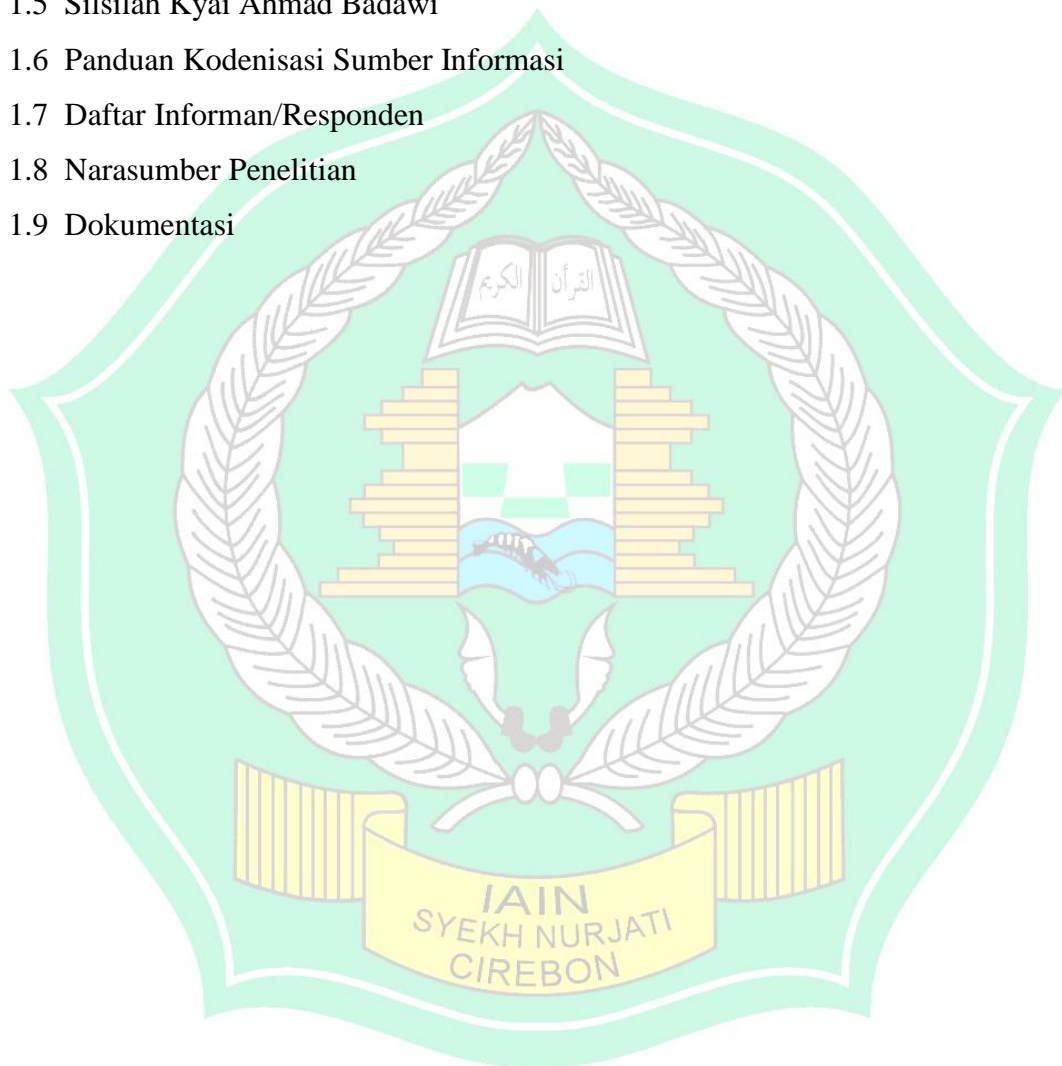 1.5 Silsilah Kyai Ahmad Badawi
1.6 Panduan Kodenisasi Sumber Informasi
1.7 Daftar Informan/Responden
1.8 Narasumber Penelitian
1.9 Dokumentasi
القرآن الكريم
IAIN
SYEKH NURJATI
CIREBON